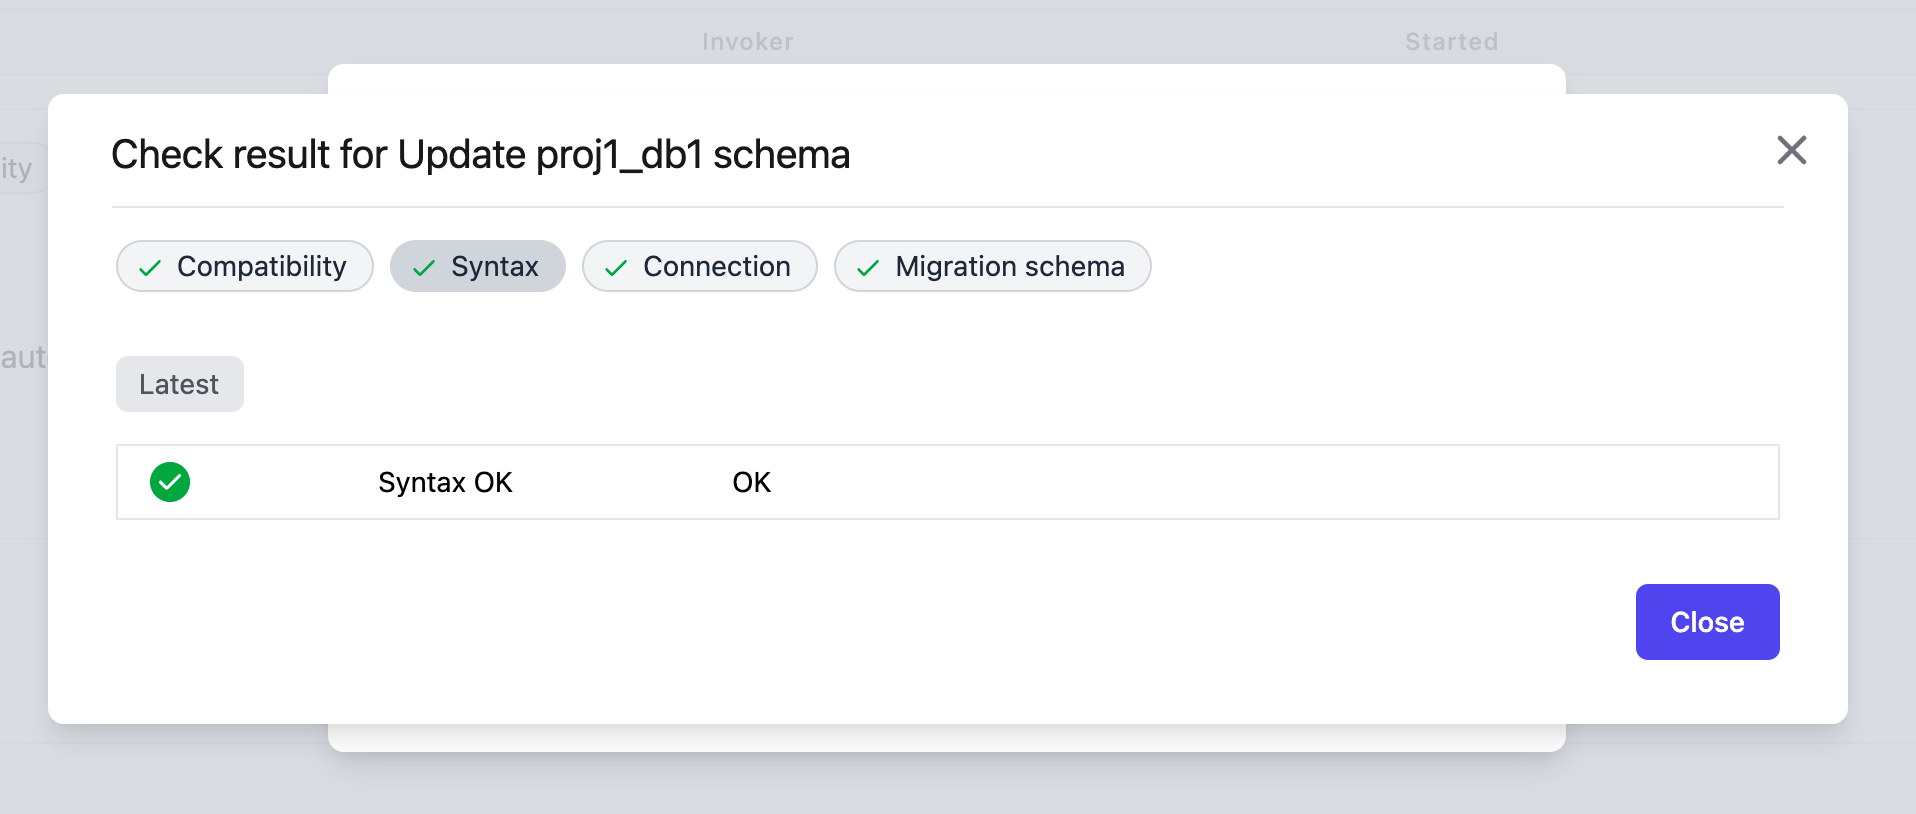 Invoker Started
Check result for Update proj1_db1 schema
ity
Compatibility Syntax Connection Migration schema
aut
Latest
Syntax OK OK
Close